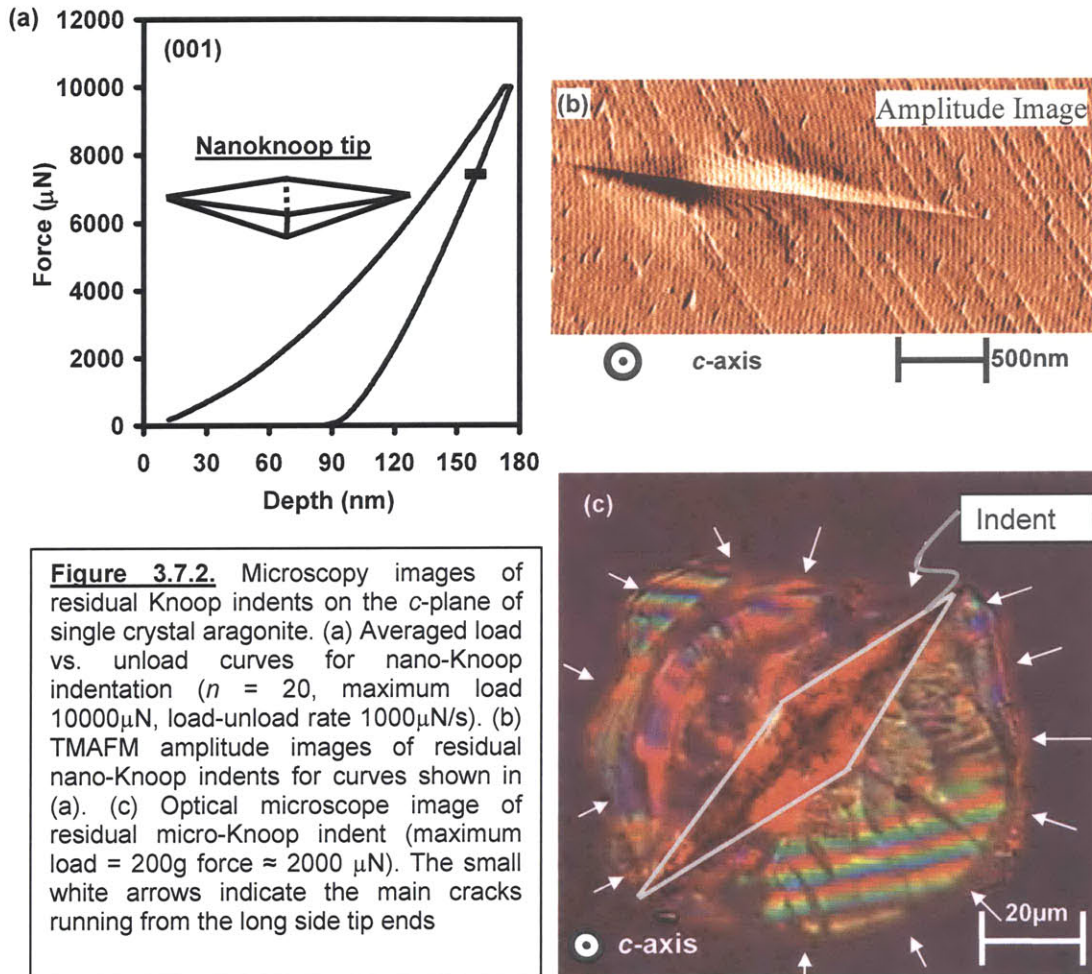 (a)
12000
10000
8000
6000
4000
2000
0
Force (μN)
(001)
Nanoknoop tip
0 30 60 90 120 150 180
Depth (nm)
(b)
Amplitude Image
c-axis
500nm
Figure 3.7.2. Microscopy images of
residual Knoop indents on the c-plane of
single crystal aragonite. (a) Averaged load
vs. unload curves for nano-Knoop
indentation (n = 20, maximum load
10000μN, load-unload rate 1000μN/s). (b)
TMAFM amplitude images of residual
nano-Knoop indents for curves shown in
(a). (c) Optical microscope image of
residual micro-Knoop indent (maximum
load = 200g force ≈ 2000 μN). The small
white arrows indicate the main cracks
running from the long side tip ends
(c)
Indent
c-axis
20μm